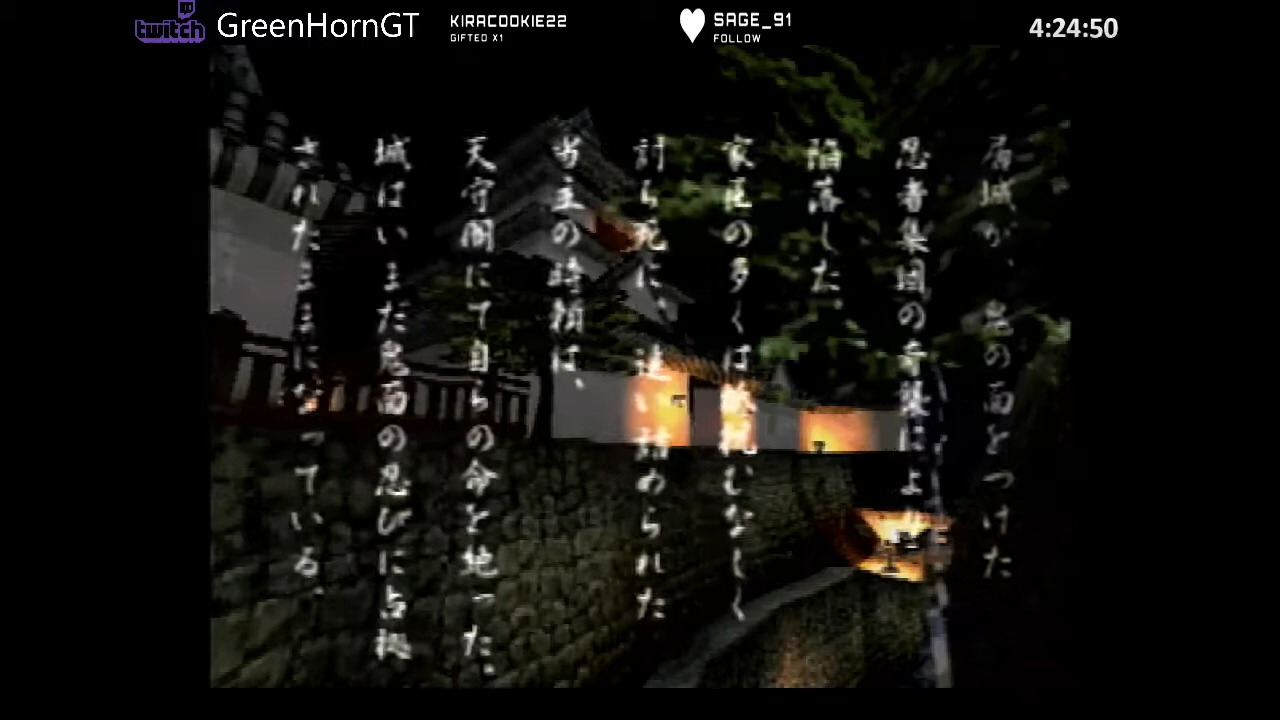 twitch
GreenHornGT
KIRACOOKIE22
GIFTED X1
SAGE_91
FOLLOW
4:24:50
城が、鬼の面をつけた
忍者集団の奇襲により
陥落した。
家臣の多くは敵
むなしく
討ち死に、追い詰められた
当主の時頼は、
天守閣にて自らの命を絶った。
城はいまだ鬼面の忍びに占拠
されたままになっている。